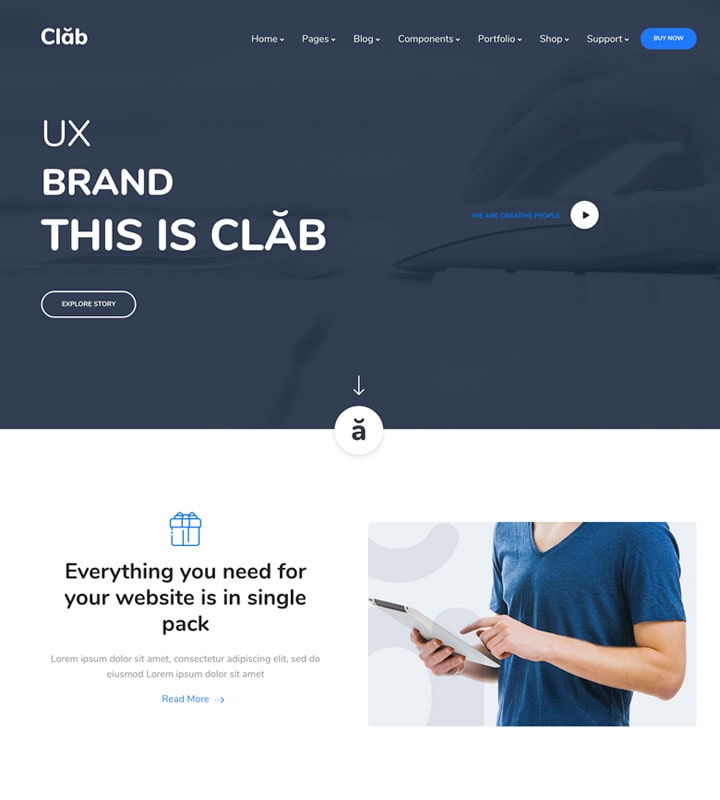 Clăb
Home Pages Blog Components Portfolio Shop Support BUY NOW
UX
BRAND
THIS IS CLĂB
WE ARE CREATIVE PEOPLE
EXPLORE STORY
ă
Everything you need for
your website is in single
pack
Lorem ipsum dolor sit amet, consectetur adipiscing elit, sed do
eiusmod Lorem ipsum dolor sit amet
Read More